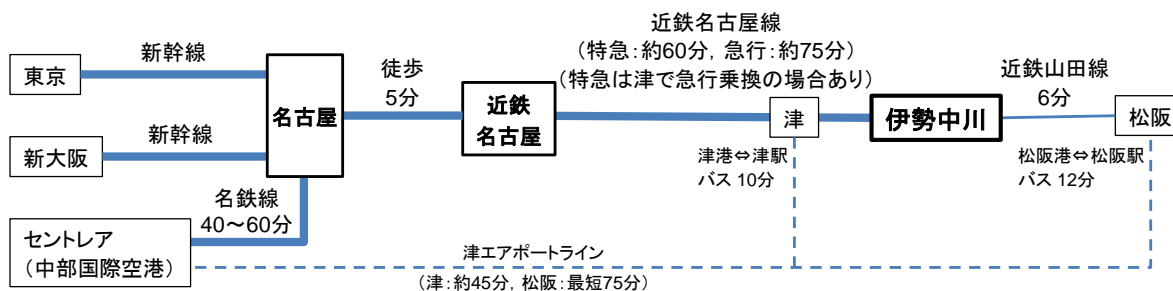 東京
新幹線
新大阪
新幹線
セントレア
（中部国際空港）
名鉄線
40～60分
名古屋
徒歩
5分
近鉄
名古屋
近鉄名古屋線
（特急：約60分，急行：約75分）
（特急は津で急行乗換の場合あり）
津
津港⇔津駅
バス 10分
伊勢中川
近鉄山田線
6分
松阪
松阪港⇔松阪駅
バス 12分
津エアポートライン
（津：約45分，松阪：最短75分）